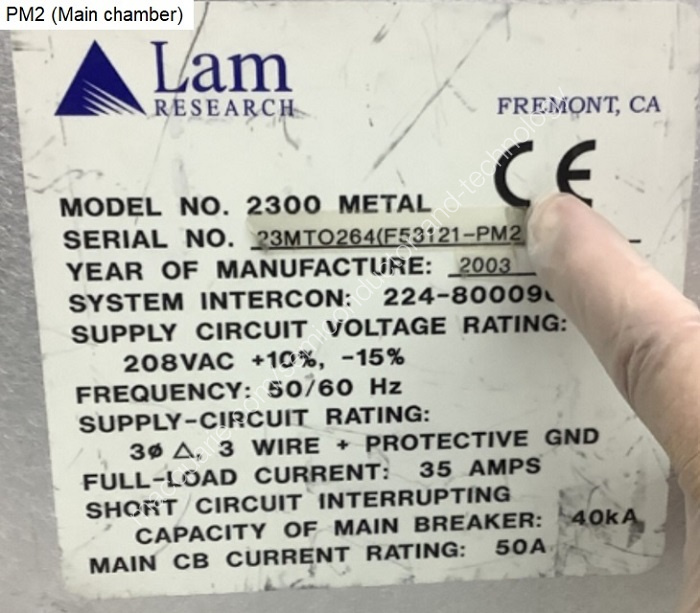 PM2 (Main chamber)
Lam
RESEARCH
FREMONT, CA
CE
MODEL NO. 2300 METAL
SERIAL NO. 23MTO264(F53121-PM2
YEAR OF MANUFACTURE: 2003
SYSTEM INTERCON:
SUPPLY CIRCUIT VOLTAGE RATING:
208VAC +10%, -15%
FREQUENCY: 50/60 Hz
SUPPLY-CIRCUIT RATING:
3ø △, 3 WIRE + PROTECTIVE GND
FULL-LOAD CURRENT: 35 AMPS
SHORT CIRCUIT INTERRUPTING
CAPACITY OF MAIN BREAKER: 40kA
MAIN CB CURRENT RATING: 50A